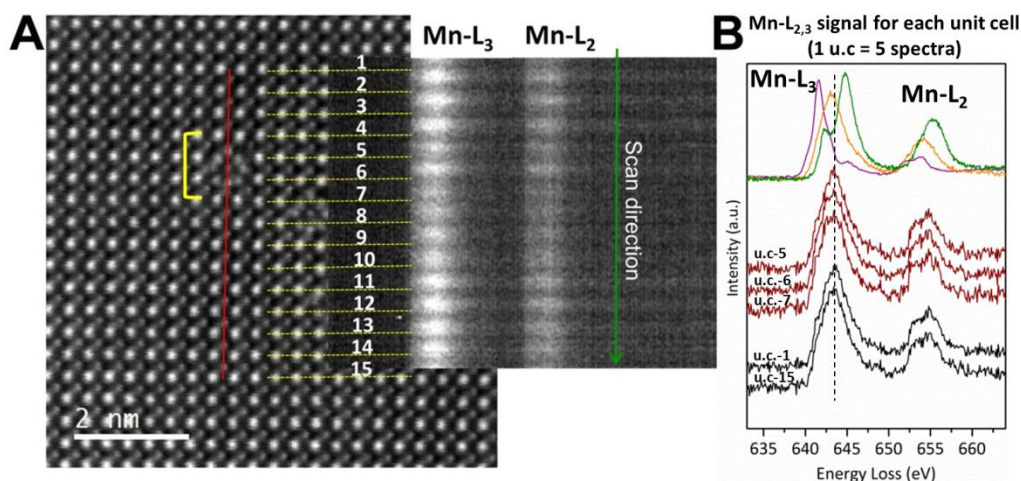 A
Mn-L3
Mn-L2
1
2
3
4
5
6
7
8
9
10
11
12
13
14
15
Scan direction
2 nm
B
Mn-L2,3 signal for each unit cell
(1 u.c = 5 spectra)
Mn-L3
Mn-L2
Intensity (a.u.)
u.c-5
u.c.-6
u.c.-7
u.c.-1
u.c-15
635 640 645 650 655 660
Energy Loss (eV)